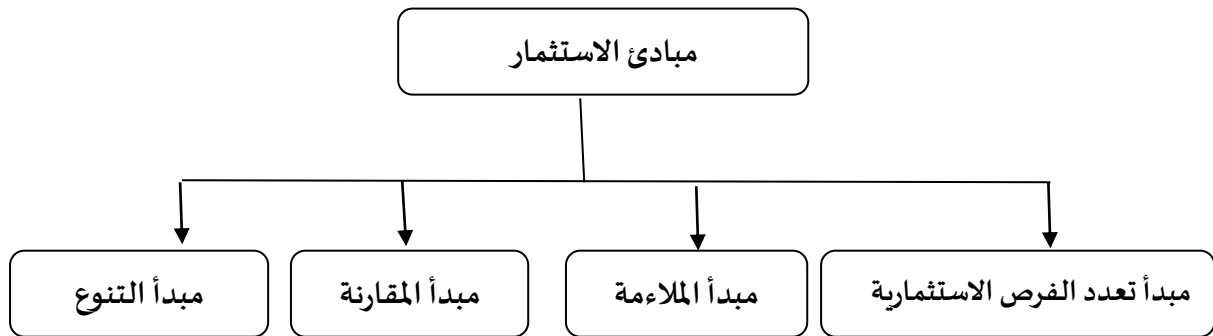 مبادئ الاستثمار
مبدأ تعدد الفرص الاستثمارية
مبدأ الملاءمة
مبدأ المقارنة
مبدأ التنوع